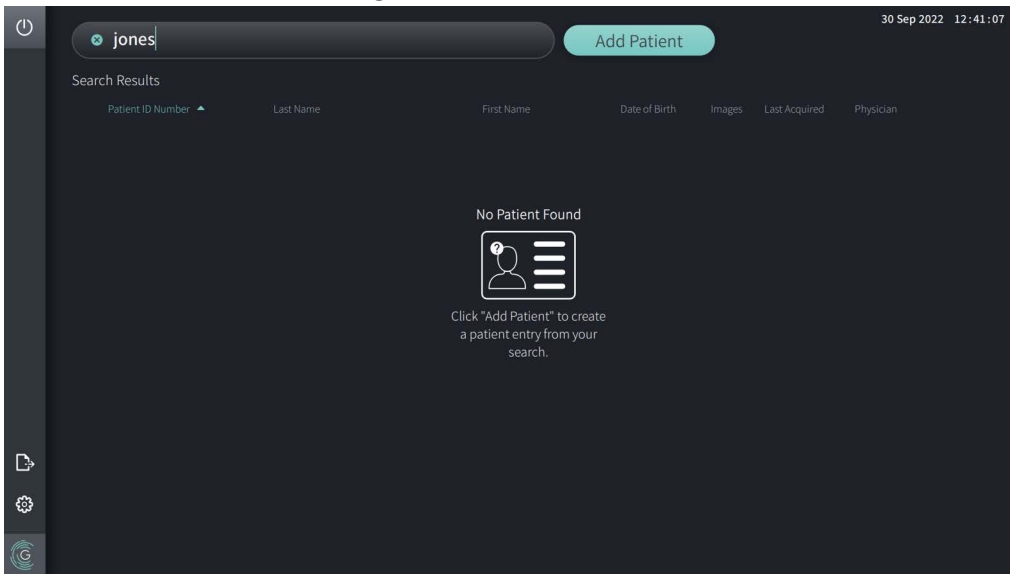 30 Sep 2022 12:41:07
jones
Add Patient
Search Results
Patient ID Number Last Name First Name Date of Birth Images Last Acquired Physician
No Patient Found
?
Click "Add Patient" to create
a patient entry from your
search.
G